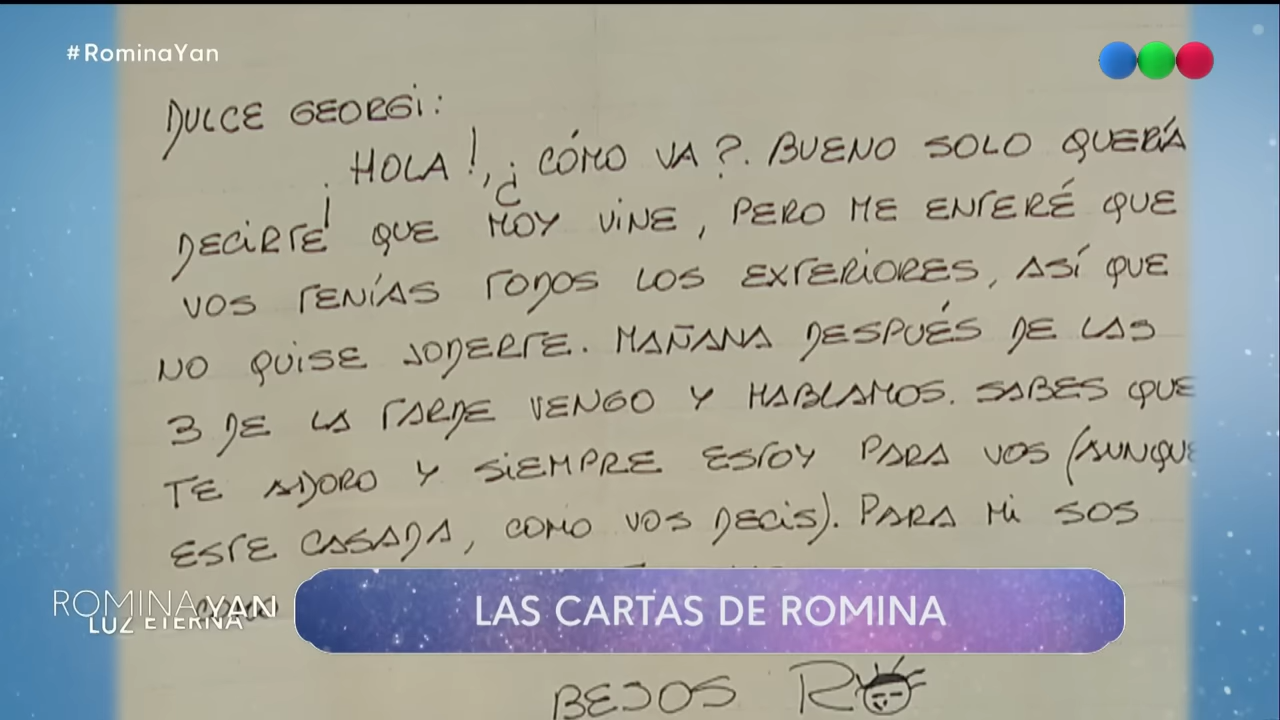 #RominaYan
DULCE GEORGI:
HOLA!, ¿CÓMO VA?. BUENO SOLO QUERÍA
DECIRTE! QUE HOY VINE, PERO ME ENTERÉ QUE
VOS TENÍAS TODOS LOS EXTERIORES, ASÍ QUE
NO QUISE JODERTE. MAÑANA DESPUÉS DE LAS
3 DE LA TARDE VENGO Y HABLAMOS. SABES QUE
TE ADORO Y SIEMPRE ESTOY PARA VOS (AUNQUE
ESTE CASADA, COMO VOS DECIS). PARA MI SOS
ROMINA YAN
LUZ ETERNA
LAS CARTAS DE ROMINA
BESOS RO